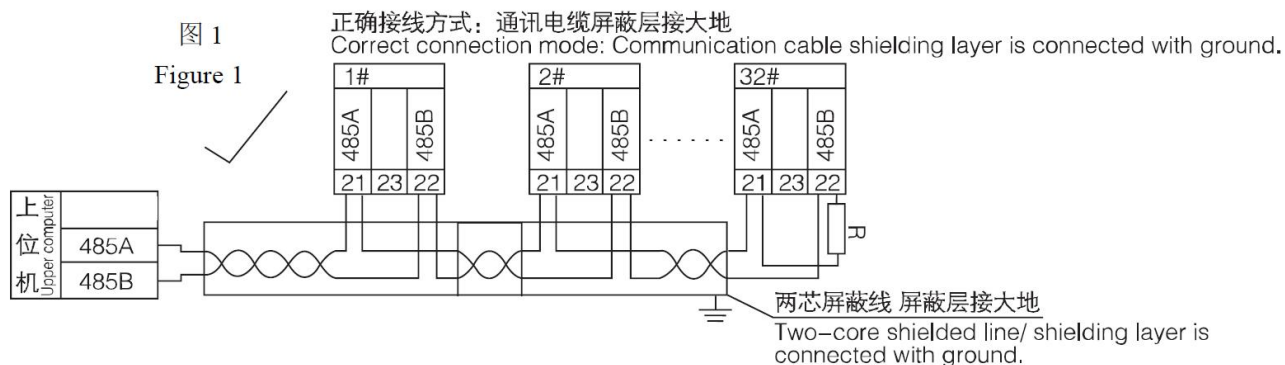 图 1
Figure 1
正确接线方式：通讯电缆屏蔽层接大地
Correct connection mode: Communication cable shielding layer is connected with ground.
1#
2#
32#
485A
485B
485A
485B
485A
485B
21 23 22
21 23 22
21 23 22
上位机
Upper computer
485A
485B
R
两芯屏蔽线 屏蔽层接大地
Two-core shielded line/ shielding layer is
connected with ground.